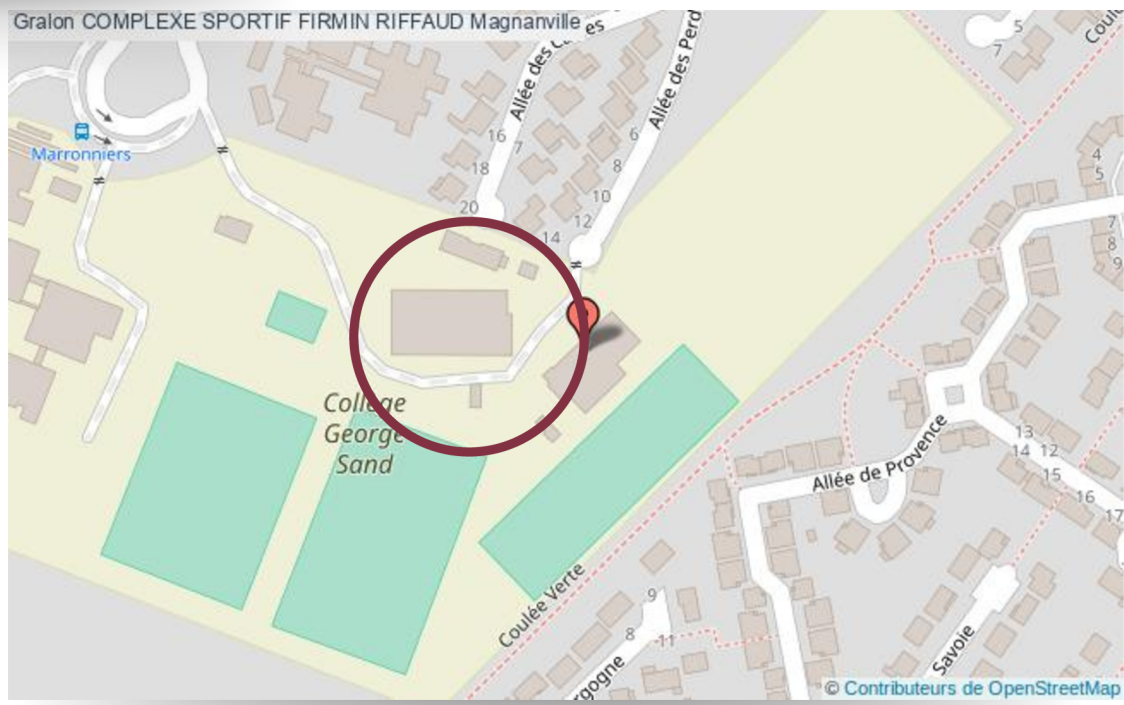 Gralon COMPLEXE SPORTIF FIRMIN RIFFAUD Magnanville
5
7
Allée des Perd
Allée des
es
Marronniers
16
7
6
18
8
20
10
12
14
4
5
7
8
9
College
George
Sand
Allée de Provence
13
14 12
15
16
17
Coulée Verte
9
8
11
Savoie
© Contributeurs de OpenStreetMap